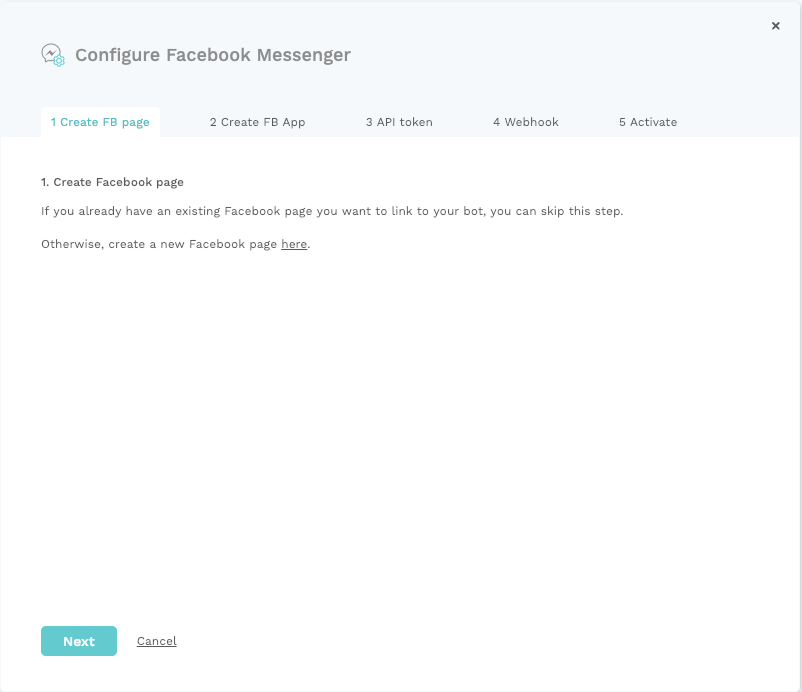 ×
Configure Facebook Messenger
1 Create FB page 2 Create FB App 3 API token 4 Webhook 5 Activate
1. Create Facebook page
If you already have an existing Facebook page you want to link to your bot, you can skip this step.
Otherwise, create a new Facebook page here.
Next Cancel